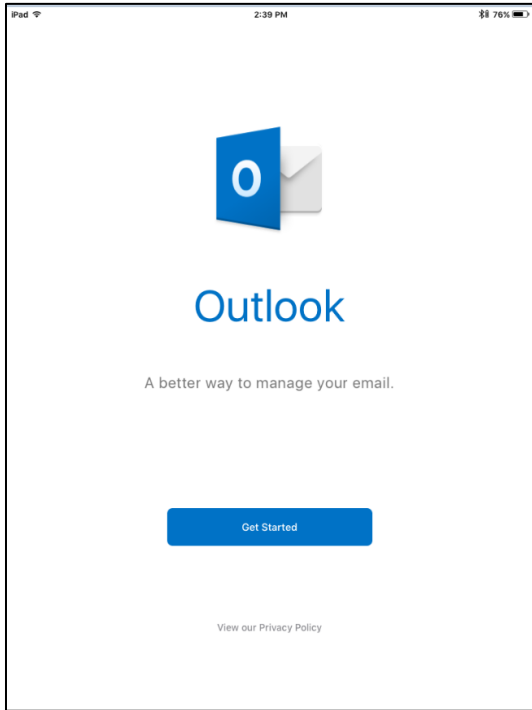 iPad 2:39 PM 76%
O
Outlook
A better way to manage your email.
Get Started
View our Privacy Policy